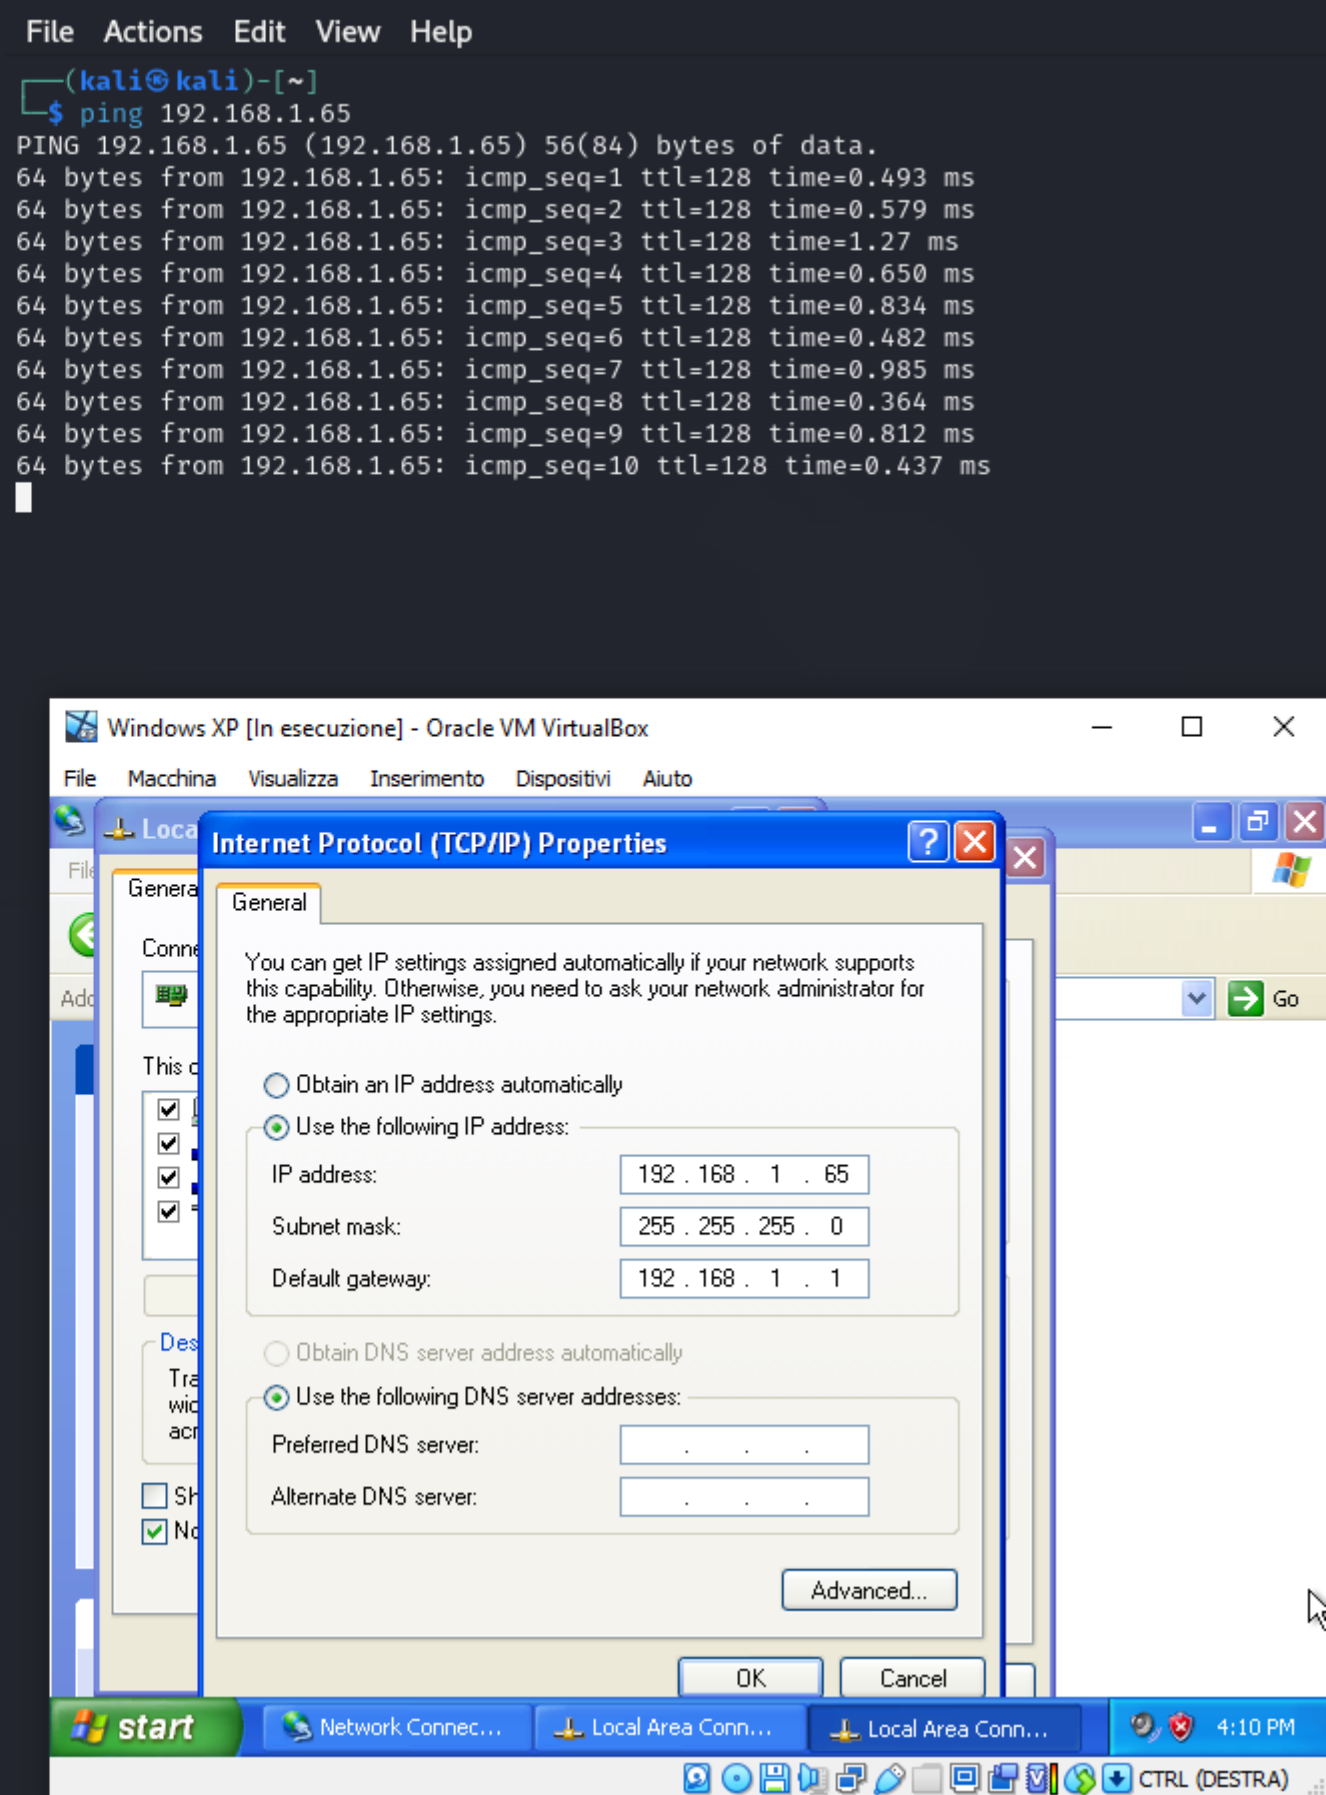 File Actions Edit View Help
(kali㉿kali)-[~]
$ ping 192.168.1.65
PING 192.168.1.65 (192.168.1.65) 56(84) bytes of data.
64 bytes from 192.168.1.65: icmp_seq=1 ttl=128 time=0.493 ms
64 bytes from 192.168.1.65: icmp_seq=2 ttl=128 time=0.579 ms
64 bytes from 192.168.1.65: icmp_seq=3 ttl=128 time=1.27 ms
64 bytes from 192.168.1.65: icmp_seq=4 ttl=128 time=0.650 ms
64 bytes from 192.168.1.65: icmp_seq=5 ttl=128 time=0.834 ms
64 bytes from 192.168.1.65: icmp_seq=6 ttl=128 time=0.482 ms
64 bytes from 192.168.1.65: icmp_seq=7 ttl=128 time=0.985 ms
64 bytes from 192.168.1.65: icmp_seq=8 ttl=128 time=0.364 ms
64 bytes from 192.168.1.65: icmp_seq=9 ttl=128 time=0.812 ms
64 bytes from 192.168.1.65: icmp_seq=10 ttl=128 time=0.437 ms
Windows XP [In esecuzione] - Oracle VM VirtualBox
File Macchina Visualizza Inserimento Dispositivi Aiuto
Loca
Internet Protocol (TCP/IP) Properties
File
Genera
General
Conne
You can get IP settings assigned automatically if your network supports
this capability. Otherwise, you need to ask your network administrator for
the appropriate IP settings.
Add
Go
This c
Obtain an IP address automatically
Use the following IP address:
IP address: 192 . 168 . 1 . 65
Subnet mask: 255 . 255 . 255 . 0
Default gateway: 192 . 168 . 1 . 1
Des
Obtain DNS server address automatically
Tra
wid
acr
Use the following DNS server addresses:
Preferred DNS server: . . .
Alternate DNS server: . . .
Sh
No
Advanced...
OK Cancel
start Network Connec... Local Area Conn... Local Area Conn... 4:10 PM
CTRL (DESTRA)